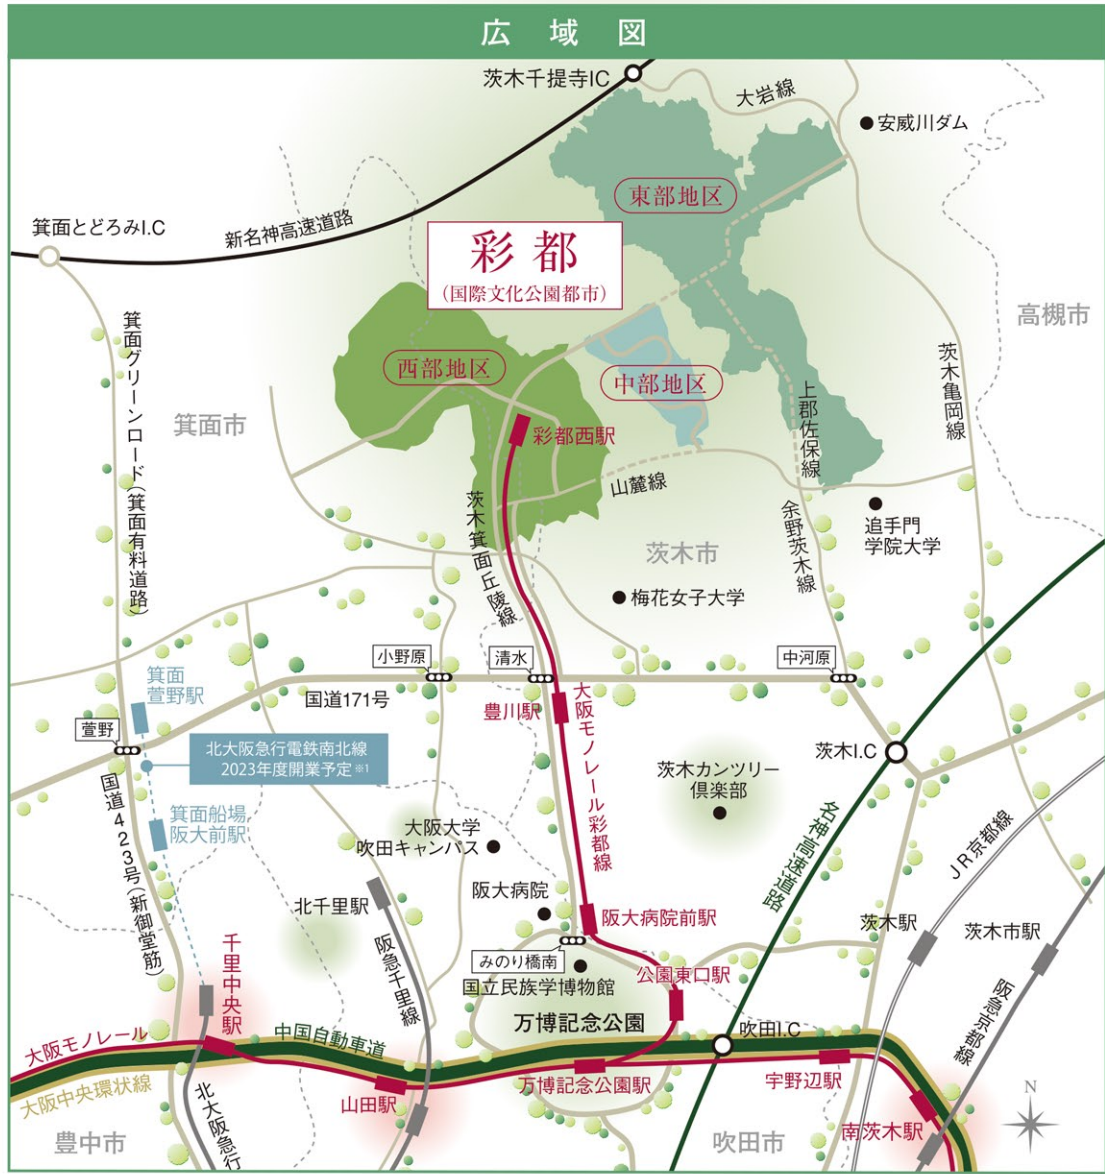 広域図
茨木千提寺IC
大岩線
安威川ダム
東部地区
箕面とどろみI.C
新名神高速道路
彩都
(国際文化公園都市)
高槻市
箕面グリーンロード(箕面有料道路)
西部地区
中部地区
茨木亀岡線
上郡佐保線
箕面市
彩都西駅
山麓線
茨木箕面丘陵線
余野茨木線
追手門
学院大学
茨木市
梅花女子大学
小野原
清水
中河原
箕面
萱野駅
国道171号
豊川駅
大阪モノレール彩都線
萱野
北大阪急行電鉄南北線
2023年度開業予定※1
茨木I.C
茨木カンツリー
倶楽部
国道423号(新御堂筋)
箕面船場
阪大前駅
大阪大学
吹田キャンパス
名神高速道路
JR京都線
北千里駅
阪大病院
阪大病院前駅
茨木駅
茨木市駅
阪急千里線
みのり橋南
国立民族学博物館
公園東口駅
千里中央駅
万博記念公園
阪急京都線
大阪モノレール
中国自動車道
吹田I.C
大阪中央環状線
山田駅
万博記念公園駅
宇野辺駅
N
北大阪急行
豊中市
吹田市
南茨木駅